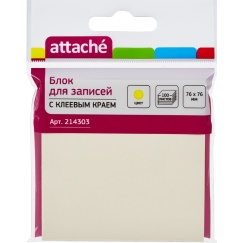 attaché
Блок
для записей
с клеевым краем
Арт. 214303
цвет
100
листов
76 x 76
мм